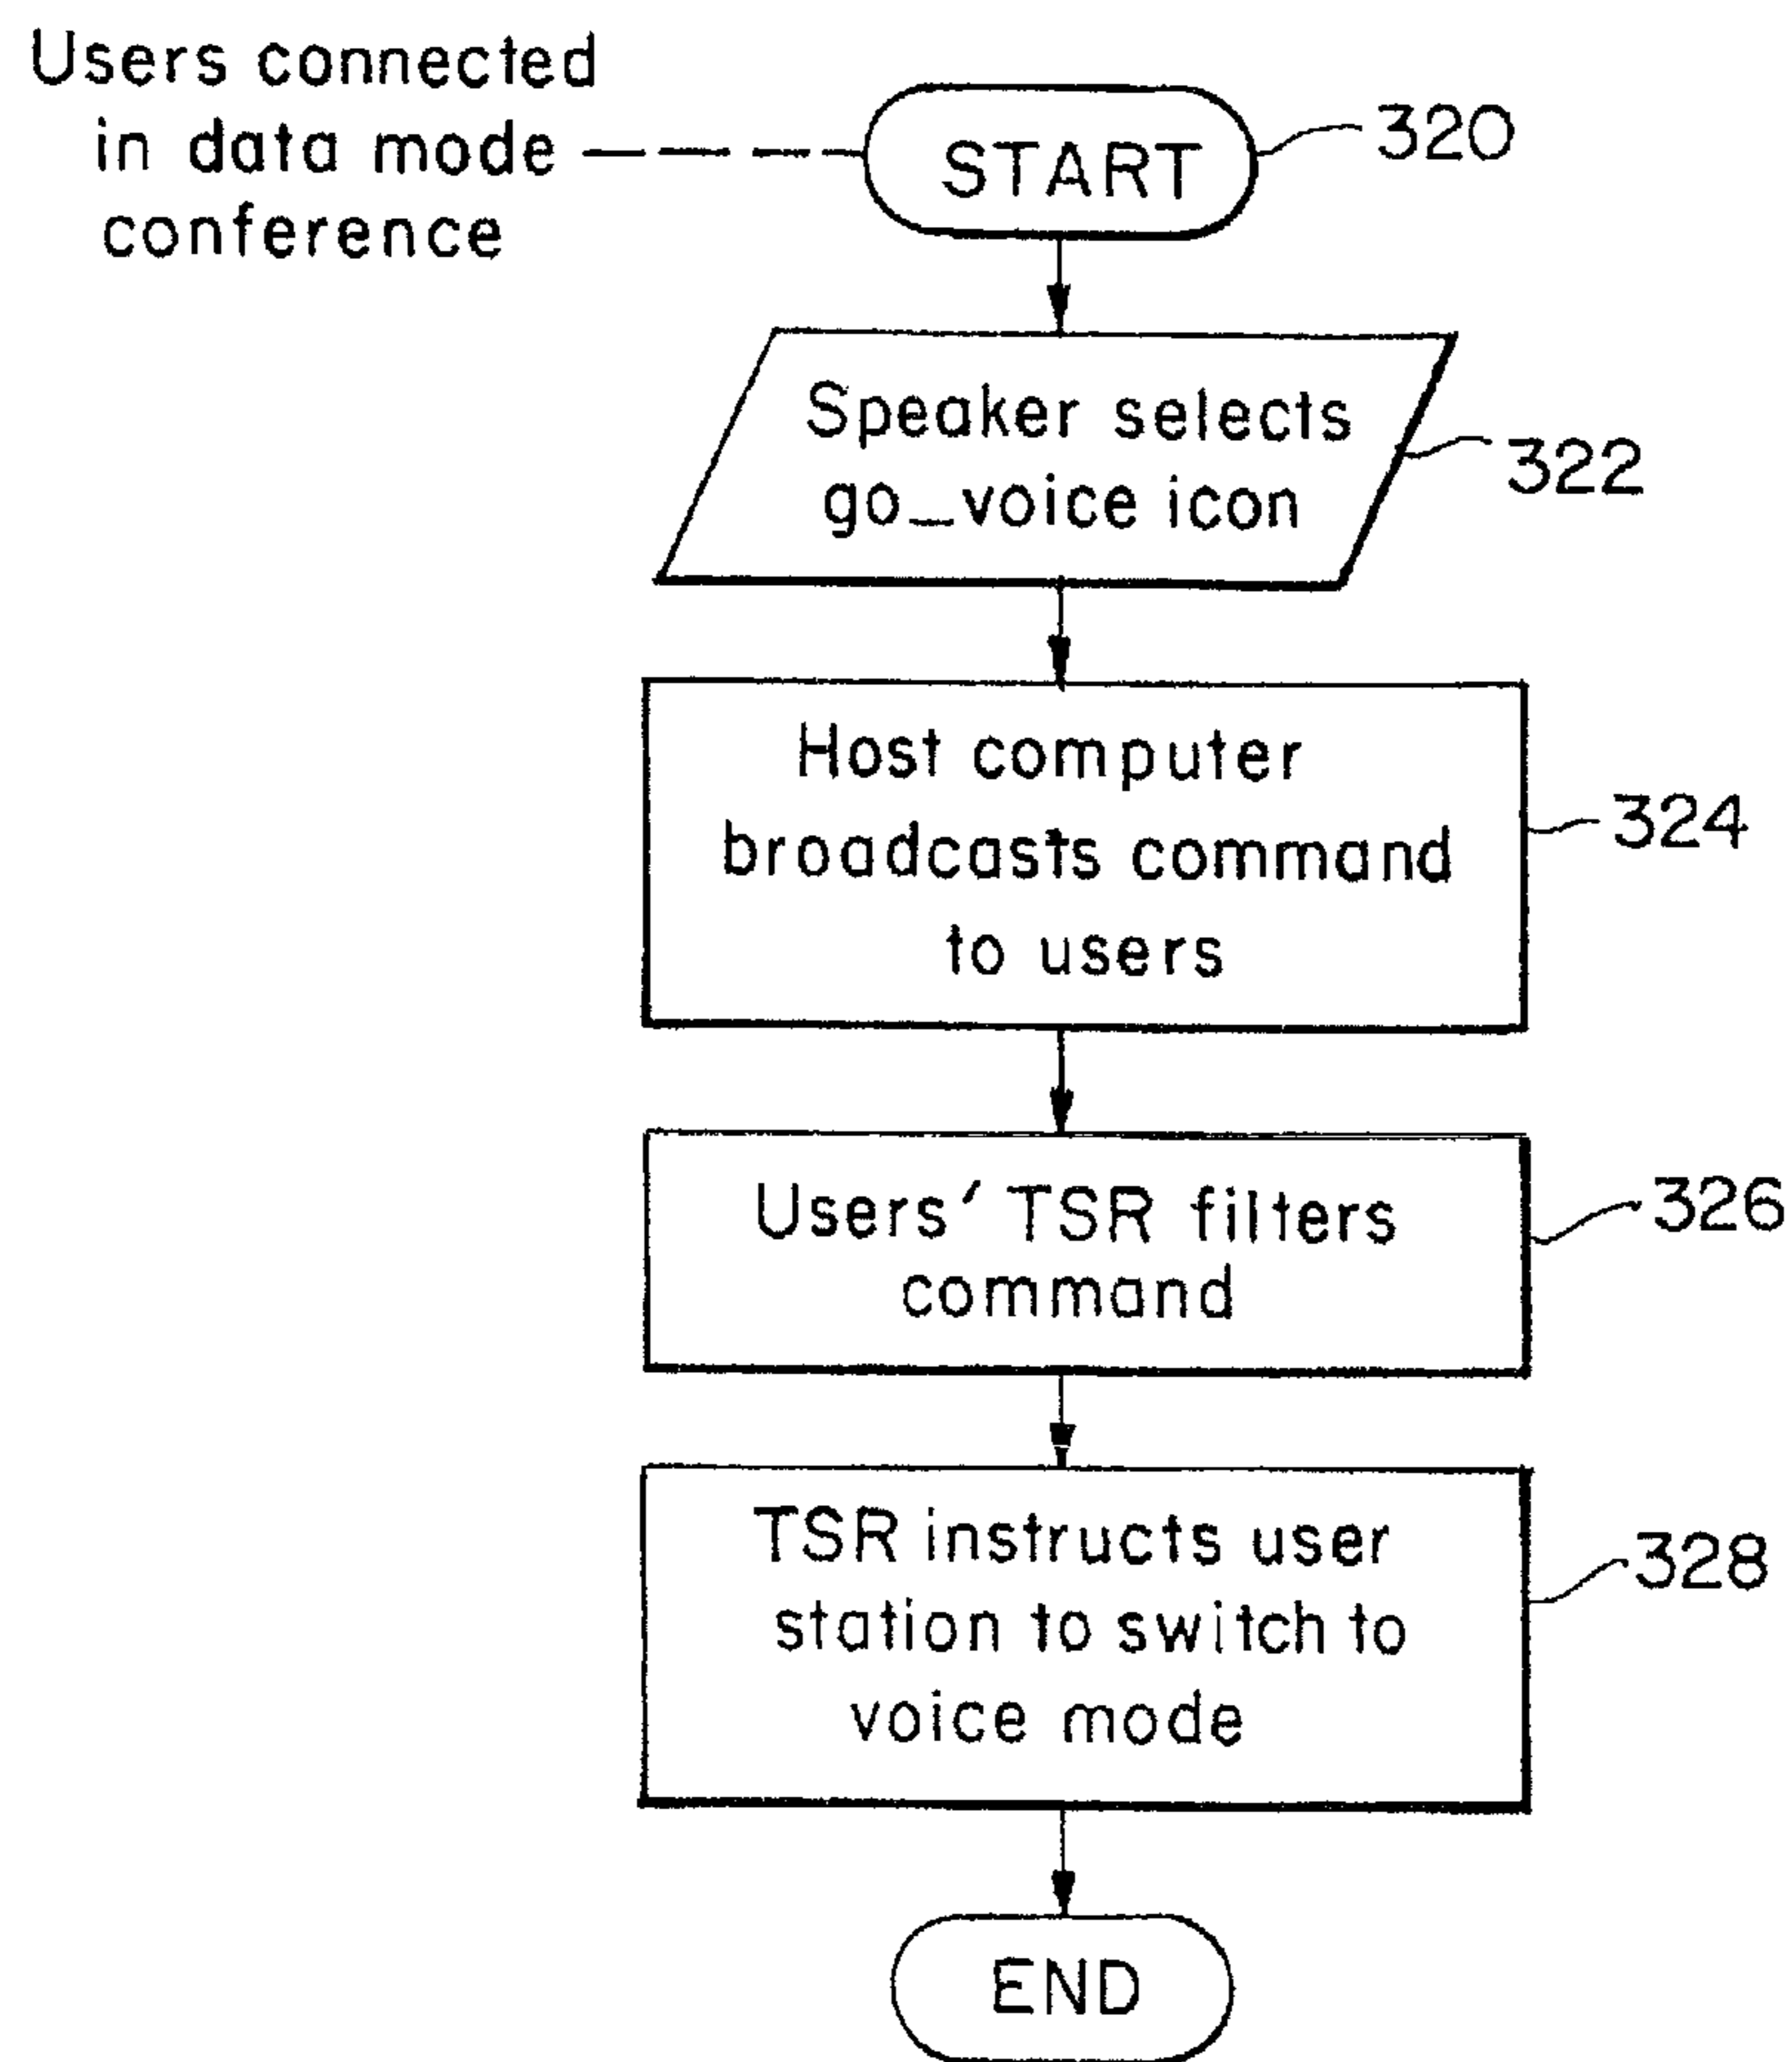 Users connected
in data mode
conference
START
320
Speaker selects
go_voice icon
322
Host computer
broadcasts command
to users
324
Users' TSR filters
command
326
TSR instructs user
station to switch to
voice mode
328
END